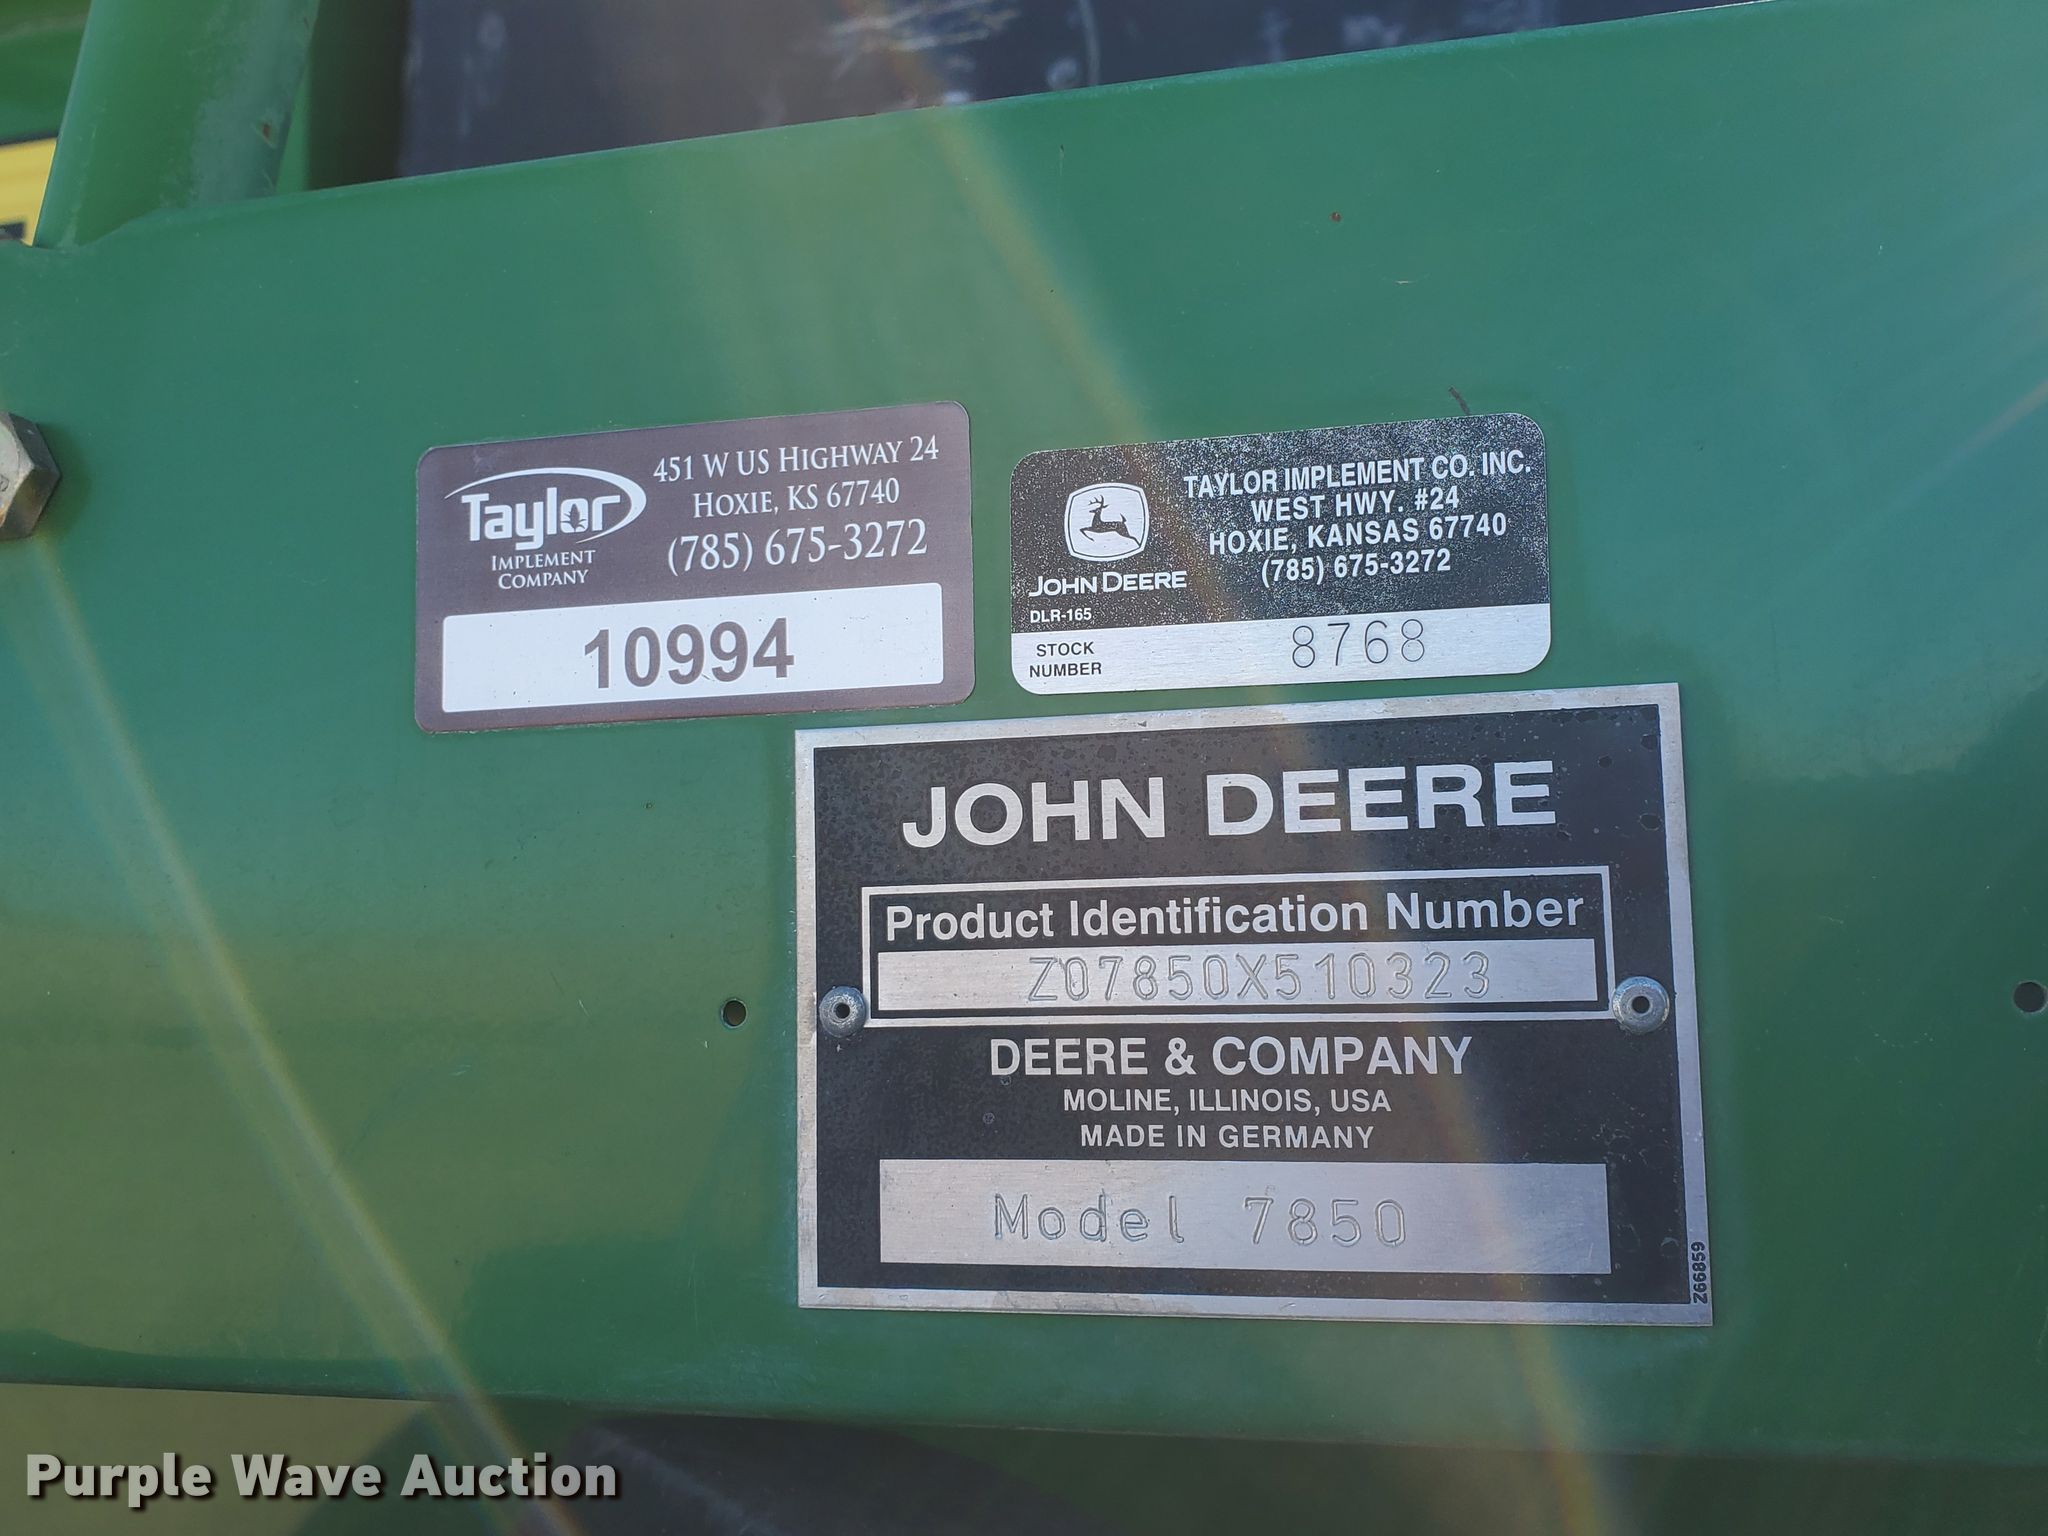 Taylor
IMPLEMENT
COMPANY
451 W US HIGHWAY 24
HOXIE, KS 67740
(785) 675-3272
10994
JOHN DEERE
DLR-165
TAYLOR IMPLEMENT CO. INC.
WEST HWY. #24
HOXIE, KANSAS 67740
(785) 675-3272
STOCK
NUMBER
8768
JOHN DEERE
Product Identification Number
Z07850X510323
DEERE & COMPANY
MOLINE, ILLINOIS, USA
MADE IN GERMANY
Model 7850
Z66859
Purple Wave Auction